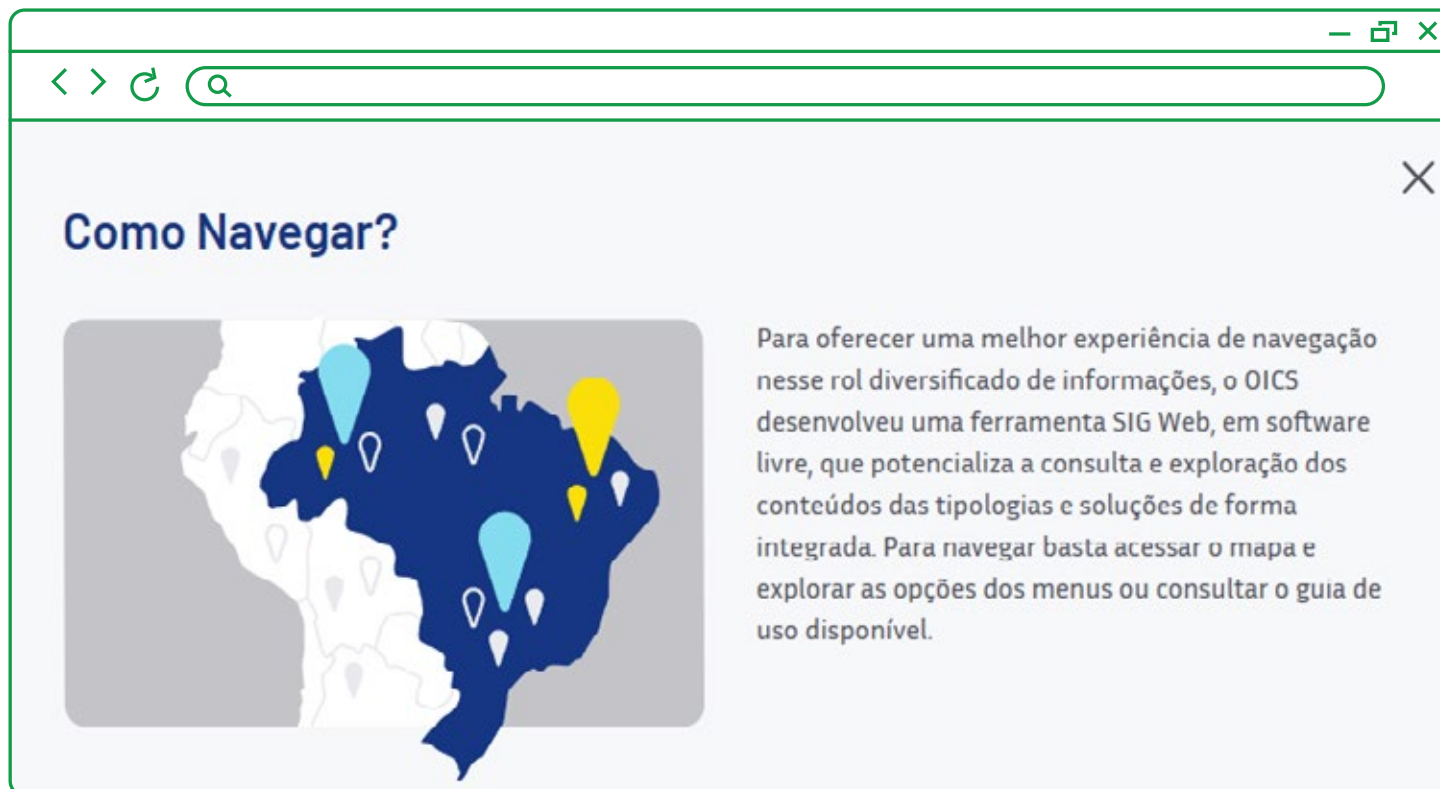 Como Navegar?
Para oferecer uma melhor experiência de navegação
nesse rol diversificado de informações, o OICS
desenvolveu uma ferramenta SIG Web, em software
livre, que potencializa a consulta e exploração dos
conteúdos das tipologias e soluções de forma
integrada. Para navegar basta acessar o mapa e
explorar as opções dos menus ou consultar o guia de
uso disponível.